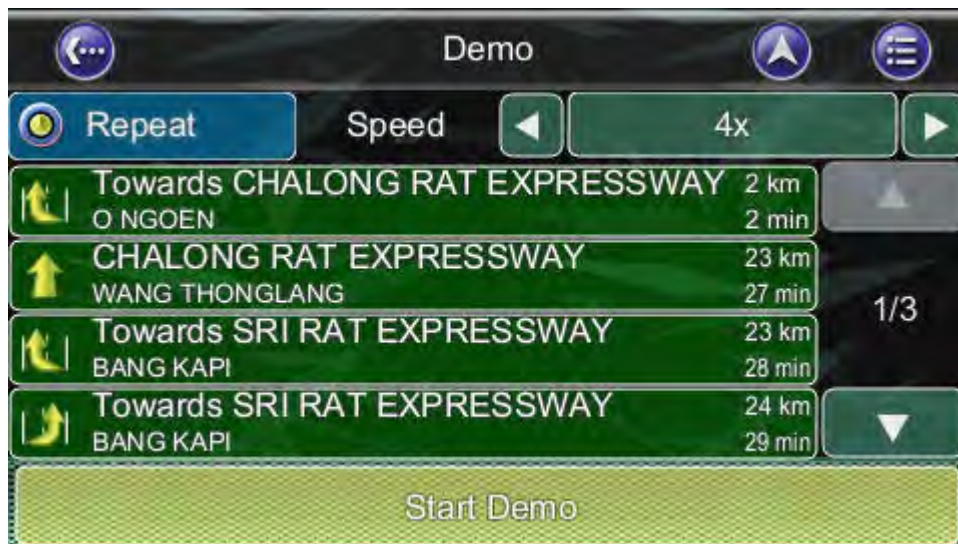 Demo
Repeat Speed 4x
Towards CHALONG RAT EXPRESSWAY 2 km
O NGOEN 2 min
CHALONG RAT EXPRESSWAY 23 km
WANG THONGLANG 27 min
1/3
Towards SRI RAT EXPRESSWAY 23 km
BANG KAPI 28 min
Towards SRI RAT EXPRESSWAY 24 km
BANG KAPI 29 min
Start Demo